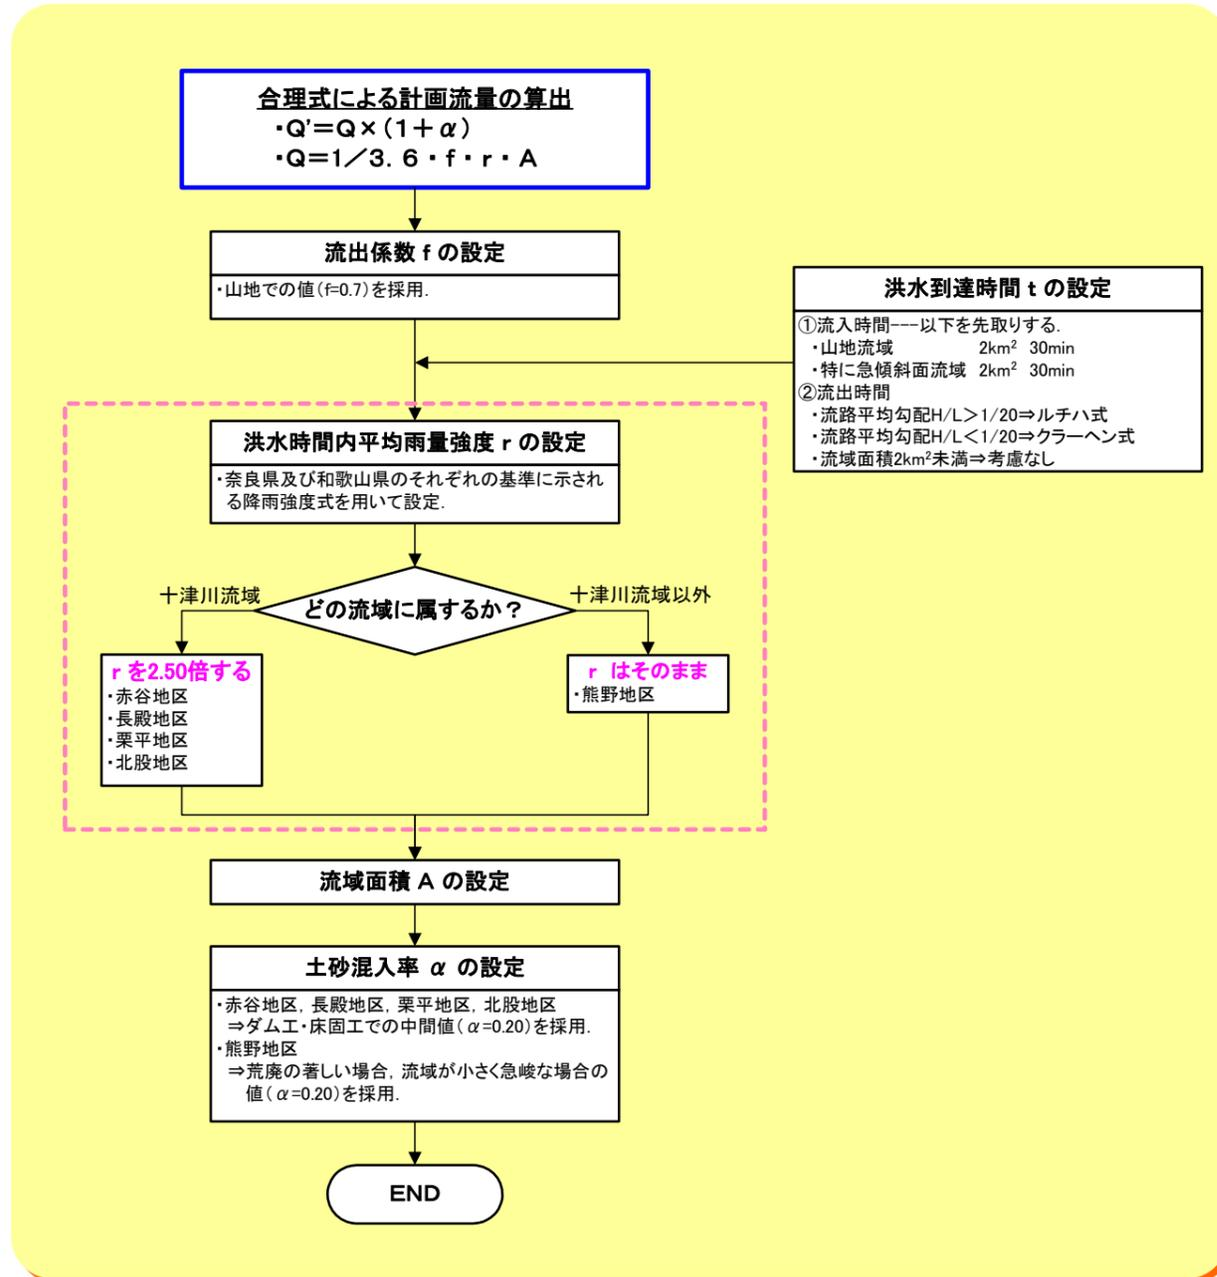 合理式による計画流量の算出
・Q'＝Q×(1＋α)
・Q＝1／3．6・f・r・A
流出係数 f の設定
・山地での値(f=0.7)を採用.
洪水到達時間 t の設定
①流入時間---以下を先取りする.
・山地流域 2km² 30min
・特に急傾斜面流域 2km² 30min
②流出時間
・流路平均勾配H/L＞1/20⇒ルチハ式
・流路平均勾配H/L＜1/20⇒クラーヘン式
・流域面積2km²未満⇒考慮なし
洪水時間内平均雨量強度 r の設定
・奈良県及び和歌山県のそれぞれの基準に示され
る降雨強度式を用いて設定.
どの流域に属するか？
十津川流域
十津川流域以外
r を2.50倍する
・赤谷地区
・長殿地区
・栗平地区
・北股地区
r はそのまま
・熊野地区
流域面積 A の設定
土砂混入率 α の設定
・赤谷地区, 長殿地区, 栗平地区, 北股地区
⇒ダム工・床固工での中間値(α=0.20)を採用.
・熊野地区
⇒荒廃の著しい場合, 流域が小さく急峻な場合の
値(α=0.20)を採用.
END